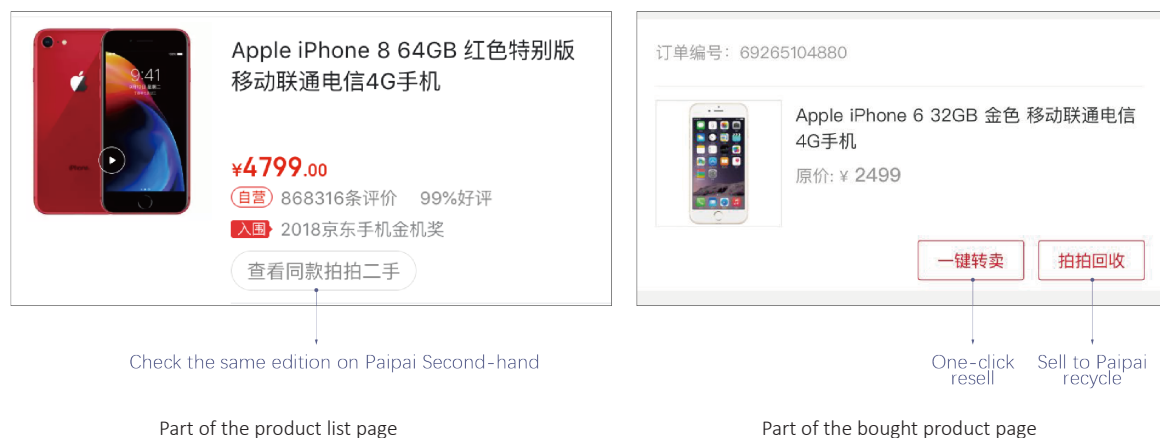 Apple iPhone 8 64GB 红色特别版
移动联通电信4G手机
9:41
iPhone
¥4799.00
自营 868316条评价 99%好评
入围 2018京东手机金机奖
查看同款拍拍二手
Check the same edition on Paipai Second-hand
Part of the product list page
订单编号: 69265104880
Apple iPhone 6 32GB 金色 移动联通电信
4G手机
原价: ¥ 2499
一键转卖 拍拍回收
One-click
resell
Sell to Paipai
recycle
Part of the bought product page